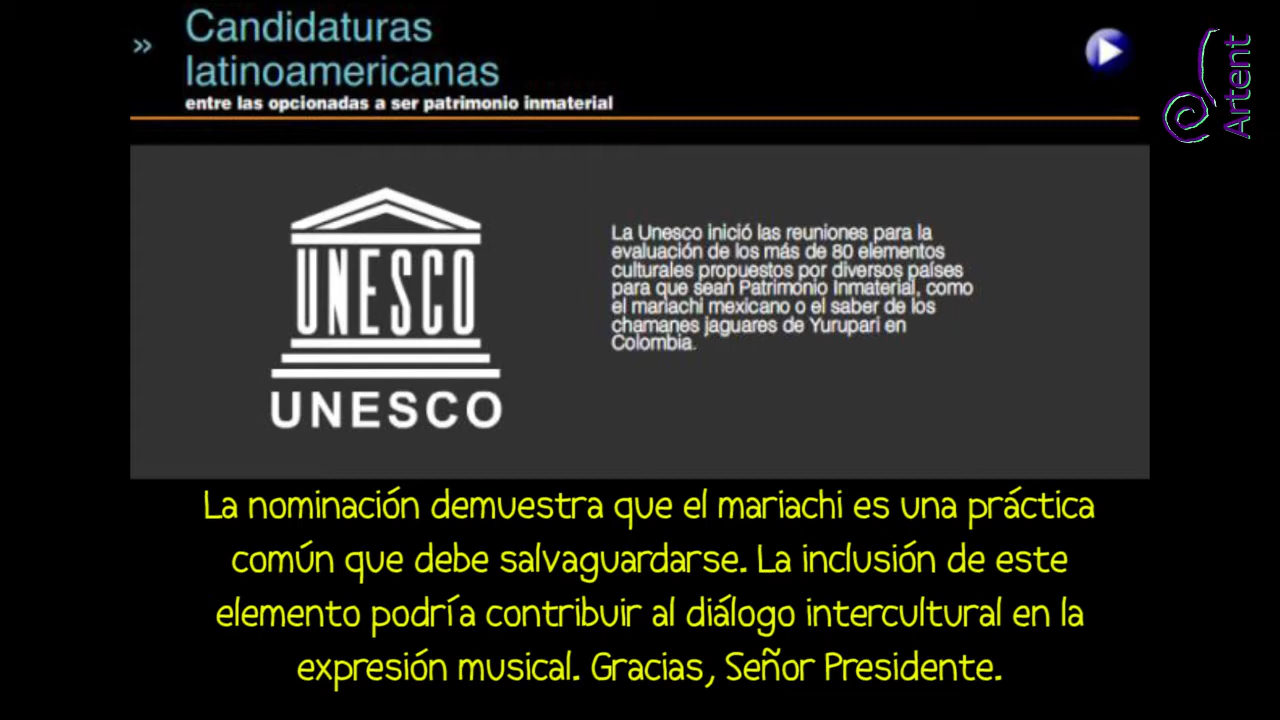 »
Candidaturas
latinoamericanas
entre las opcionadas a ser patrimonio inmaterial
Artent
UNESCO
UNESCO
La Unesco inició las reuniones para la
evaluación de los más de 80 elementos
culturales propuestos por diversos países
para que sean Patrimonio Inmaterial, como
el mariachi mexicano o el saber de los
chamanes jaguares de Yurupari en
Colombia.
La nominación demuestra que el mariachi es una práctica
común que debe salvaguardarse. La inclusión de este
elemento podría contribuir al diálogo intercultural en la
expresión musical. Gracias, Señor Presidente.